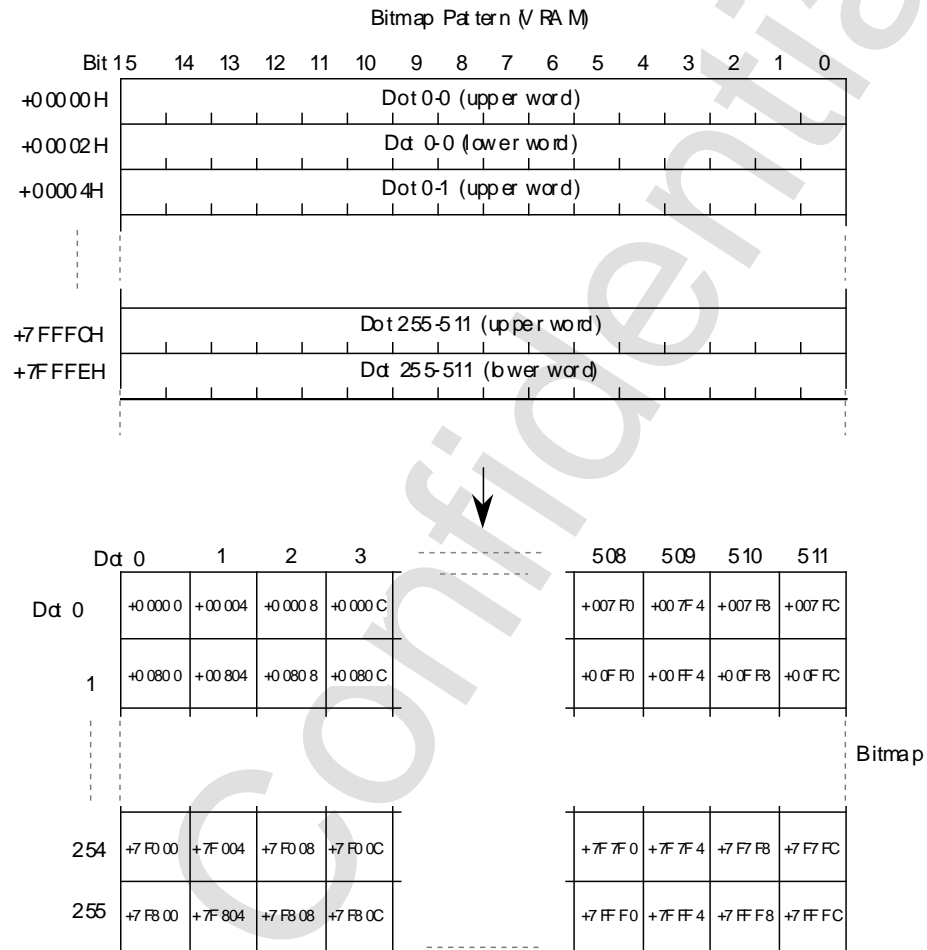 Bitmap Pattern (VRAM)
Bit 15 14 13 12 11 10 9 8 7 6 5 4 3 2 1 0
+00000H Dot 0-0 (upper word)
+00002H Dot 0-0 (lower word)
+00004H Dot 0-1 (upper word)
+7FFFCH Dot 255-511 (upper word)
+7FFFEH Dot 255-511 (lower word)
Dot 0 1 2 3 508 509 510 511
Dot 0 +00000 +00004 +00008 +0000C +007F0 +007F4 +007F8 +007FC
1 +00800 +00804 +00808 +0080C +00FF0 +00FF4 +00FF8 +00FFC
Bitmap
254 +7F000 +7F004 +7F008 +7F00C +7F7F0 +7F7F4 +7F7F8 +7F7FC
255 +7F800 +7F804 +7F808 +7F80C +7FFF0 +7FFF4 +7FFF8 +7FFFC
Confidential